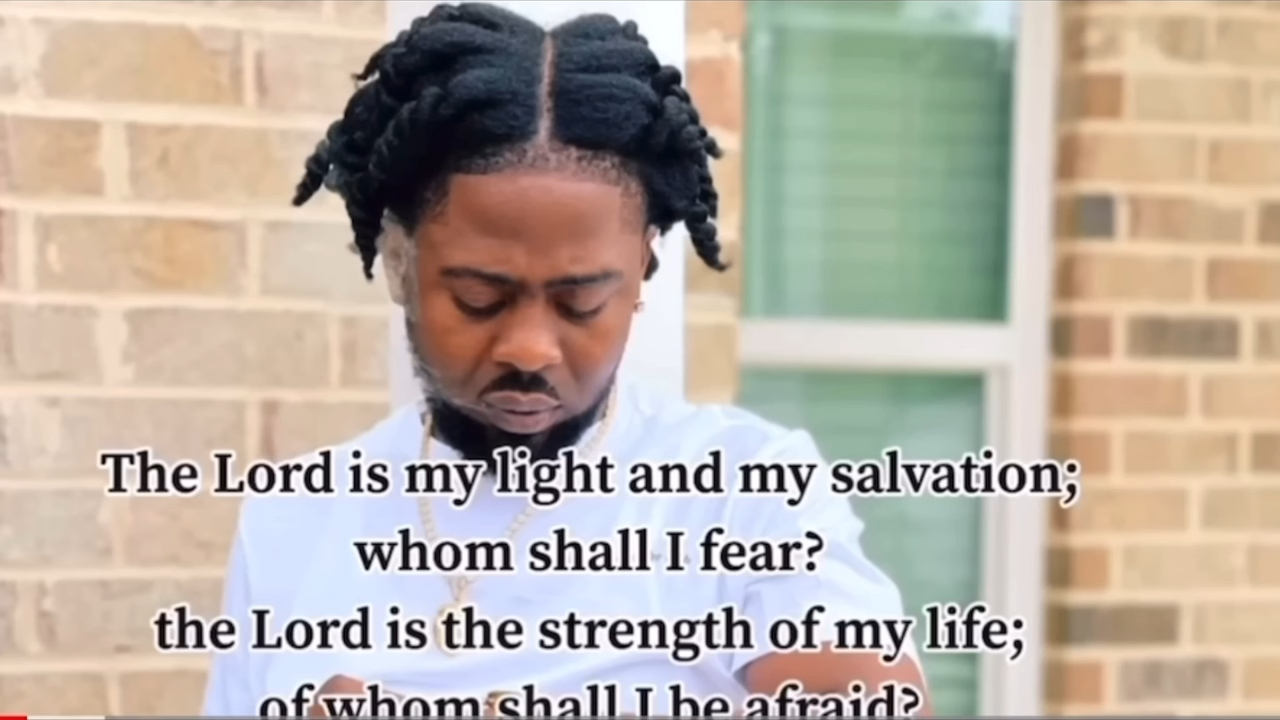 The Lord is my light and my salvation;
whom shall I fear?
the Lord is the strength of my life;
of whom shall I be afraid?